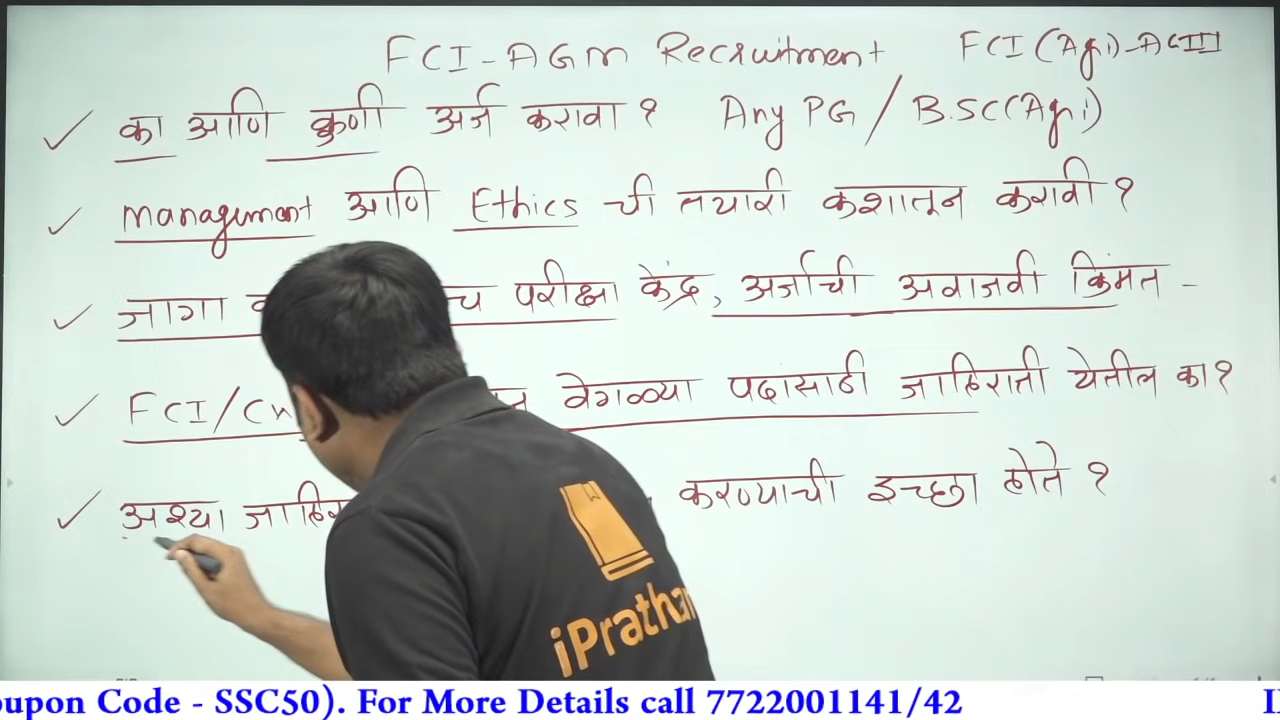 FCI-AGM Recruitment FCI(Agri)-AGIII
✓ का आणि कुणी अर्ज करावा ? Any PG / B.SC(Agri)
✓ management आणि Ethics ची तयारी कशातून करावी ?
✓ जागा च परीक्षा केंद्र, अर्जाची अवाजवी किंमत -
✓ FCI/CW वेगळ्या पदासाठी जाहिराती येतील का?
✓ अश्या करण्याची इच्छा होते ?
iPrathan
oupon Code - SSC50). For More Details call 7722001141/42